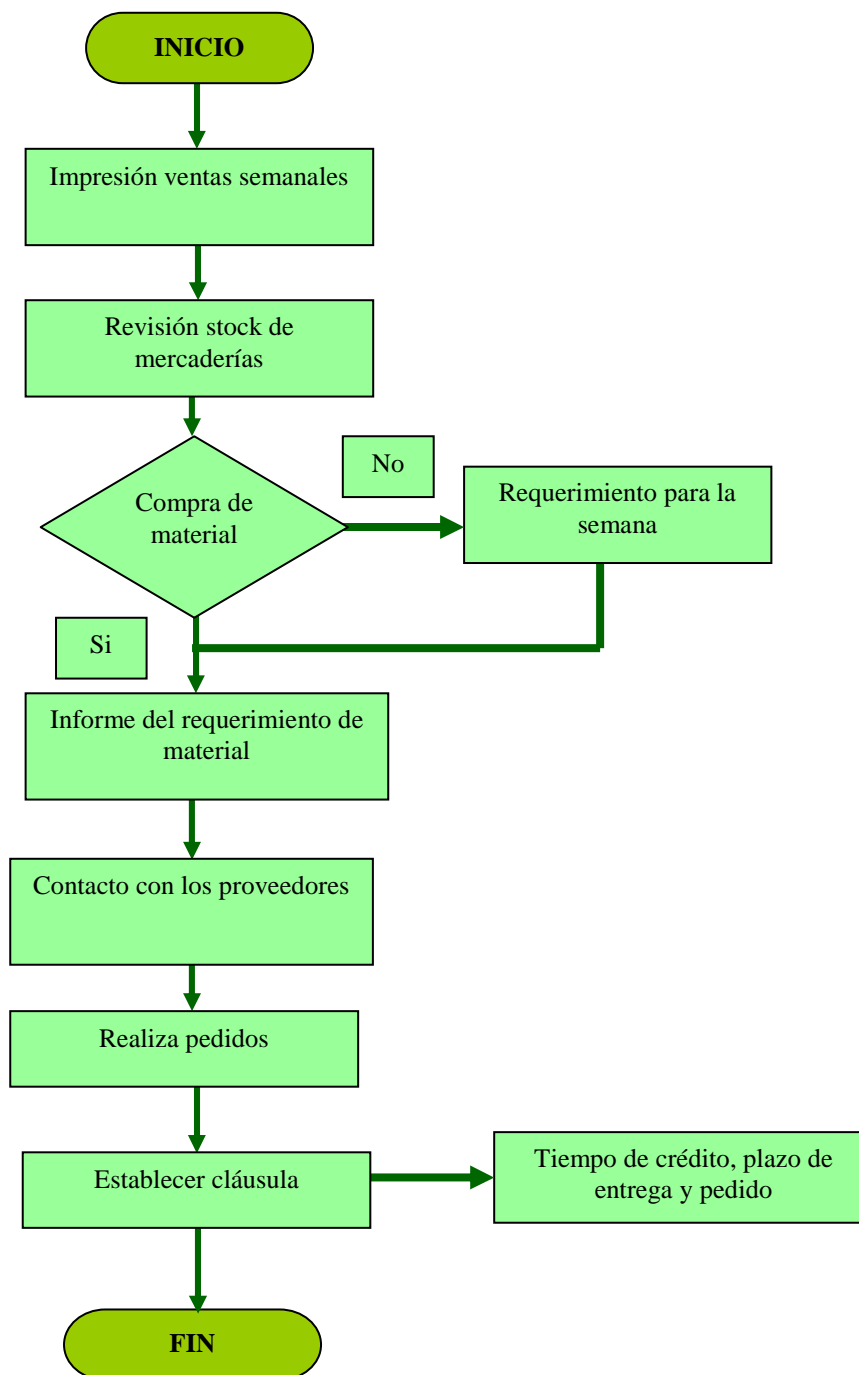 INICIO
Impresión ventas semanales
Revisión stock de
mercaderías
No
Compra de
material
Requerimiento para la
semana
Si
Informe del requerimiento de
material
Contacto con los proveedores
Realiza pedidos
Establecer cláusula
Tiempo de crédito, plazo de
entrega y pedido
FIN